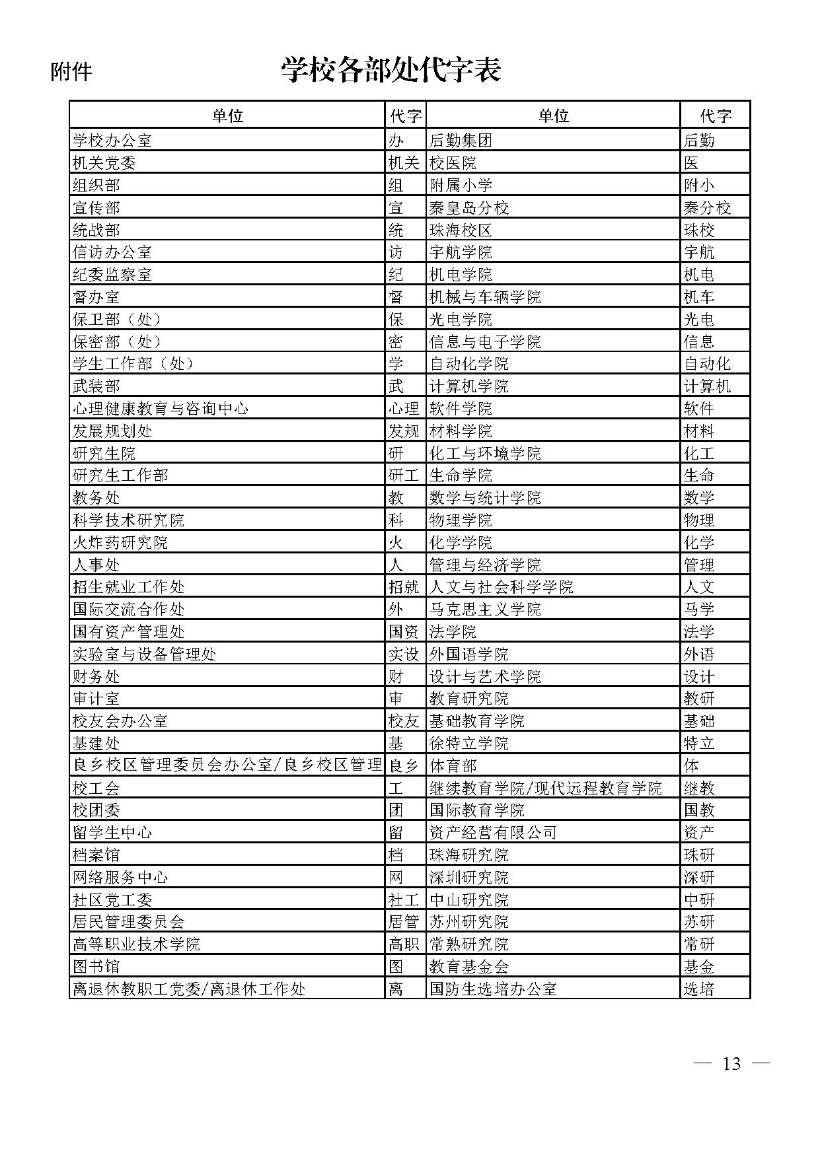 附件
学校各部处代字表
单位 代字 单位 代字
学校办公室 办 后勤集团 后勤
机关党委 机关 校医院 医
组织部 组 附属小学 附小
宣传部 宣 秦皇岛分校 秦分校
统战部 统 珠海校区 珠校
信访办公室 访 宇航学院 宇航
纪委监察室 纪 机电学院 机电
督办室 督 机械与车辆学院 机车
保卫部（处） 保 光电学院 光电
保密部（处） 密 信息与电子学院 信息
学生工作部（处） 学 自动化学院 自动化
武装部 武 计算机学院 计算机
心理健康教育与咨询中心 心理 软件学院 软件
发展规划处 发规 材料学院 材料
研究生院 研 化工与环境学院 化工
研究生工作部 研工 生命学院 生命
教务处 教 数学与统计学院 数学
科学技术研究院 科 物理学院 物理
火炸药研究院 火 化学学院 化学
人事处 人 管理与经济学院 管理
招生就业工作处 招就 人文与社会科学学院 人文
国际交流合作处 外 马克思主义学院 马学
国有资产管理处 国资 法学院 法学
实验室与设备管理处 实设 外国语学院 外语
财务处 财 设计与艺术学院 设计
审计室 审 教育研究院 教研
校友会办公室 校友 基础教育学院 基础
基建处 基 徐特立学院 特立
良乡校区管理委员会办公室/良乡校区管理 良乡 体育部 体
校工会 工 继续教育学院/现代远程教育学院 继教
校团委 团 国际教育学院 国教
留学生中心 留 资产经营有限公司 资产
档案馆 档 珠海研究院 珠研
网络服务中心 网 深圳研究院 深研
社区党工委 社工 中山研究院 中研
居民管理委员会 居管 苏州研究院 苏研
高等职业技术学院 高职 常熟研究院 常研
图书馆 图 教育基金会 基金
离退休教职工党委/离退休工作处 离 国防生选培办公室 选培
— 13 —